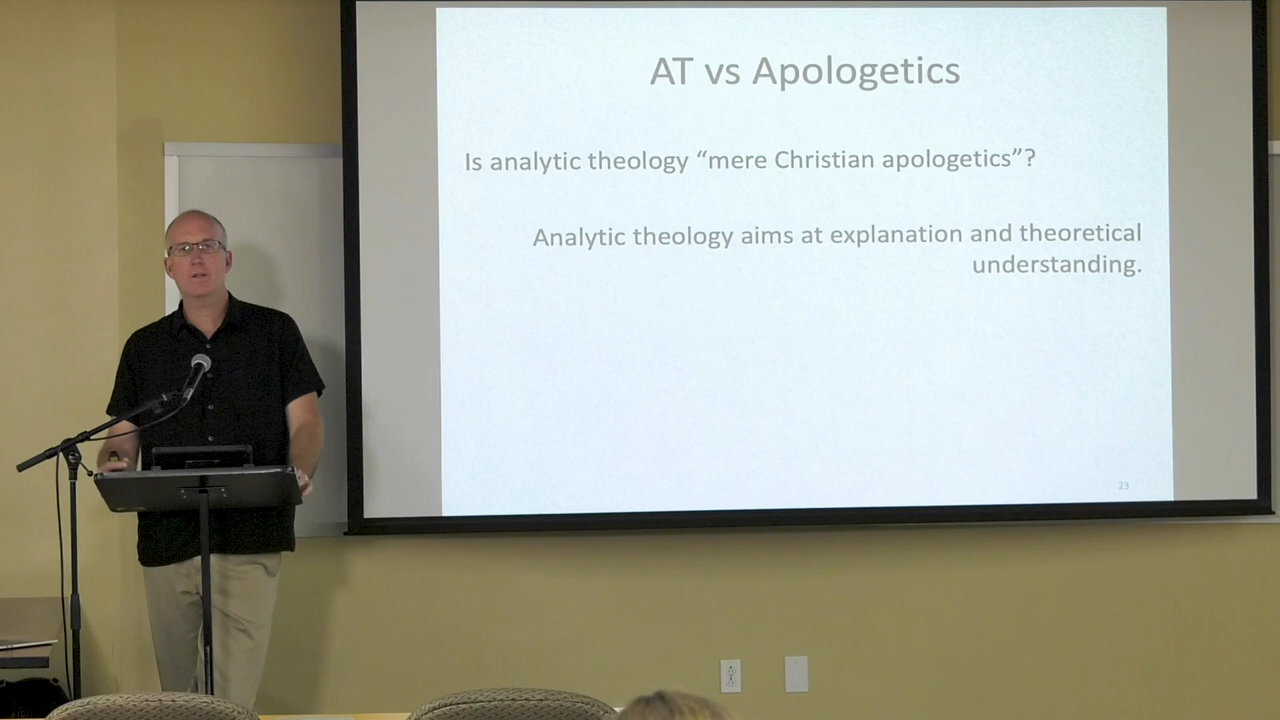 AT vs Apologetics
Is analytic theology “mere Christian apologetics”?
Analytic theology aims at explanation and theoretical
understanding.
23